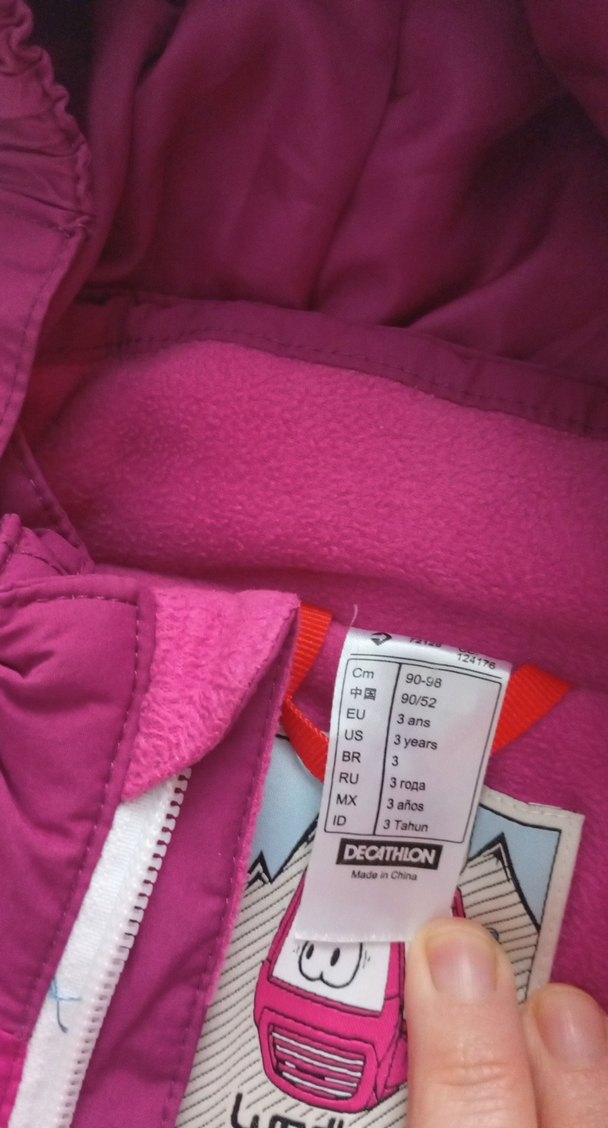 124176
Cm 90-98
中国 90/52
EU 3 ans
US 3 years
BR 3
RU 3 года
MX 3 años
ID 3 Tahun
DECATHLON
Made in China